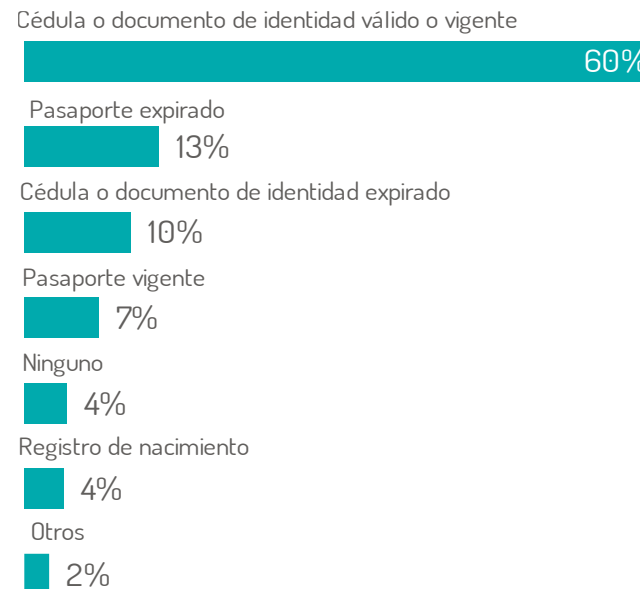 Cédula o documento de identidad válido o vigente
60%
Pasaporte expirado
13%
Cédula o documento de identidad expirado
10%
Pasaporte vigente
7%
Ninguno
4%
Registro de nacimiento
4%
Otros
2%